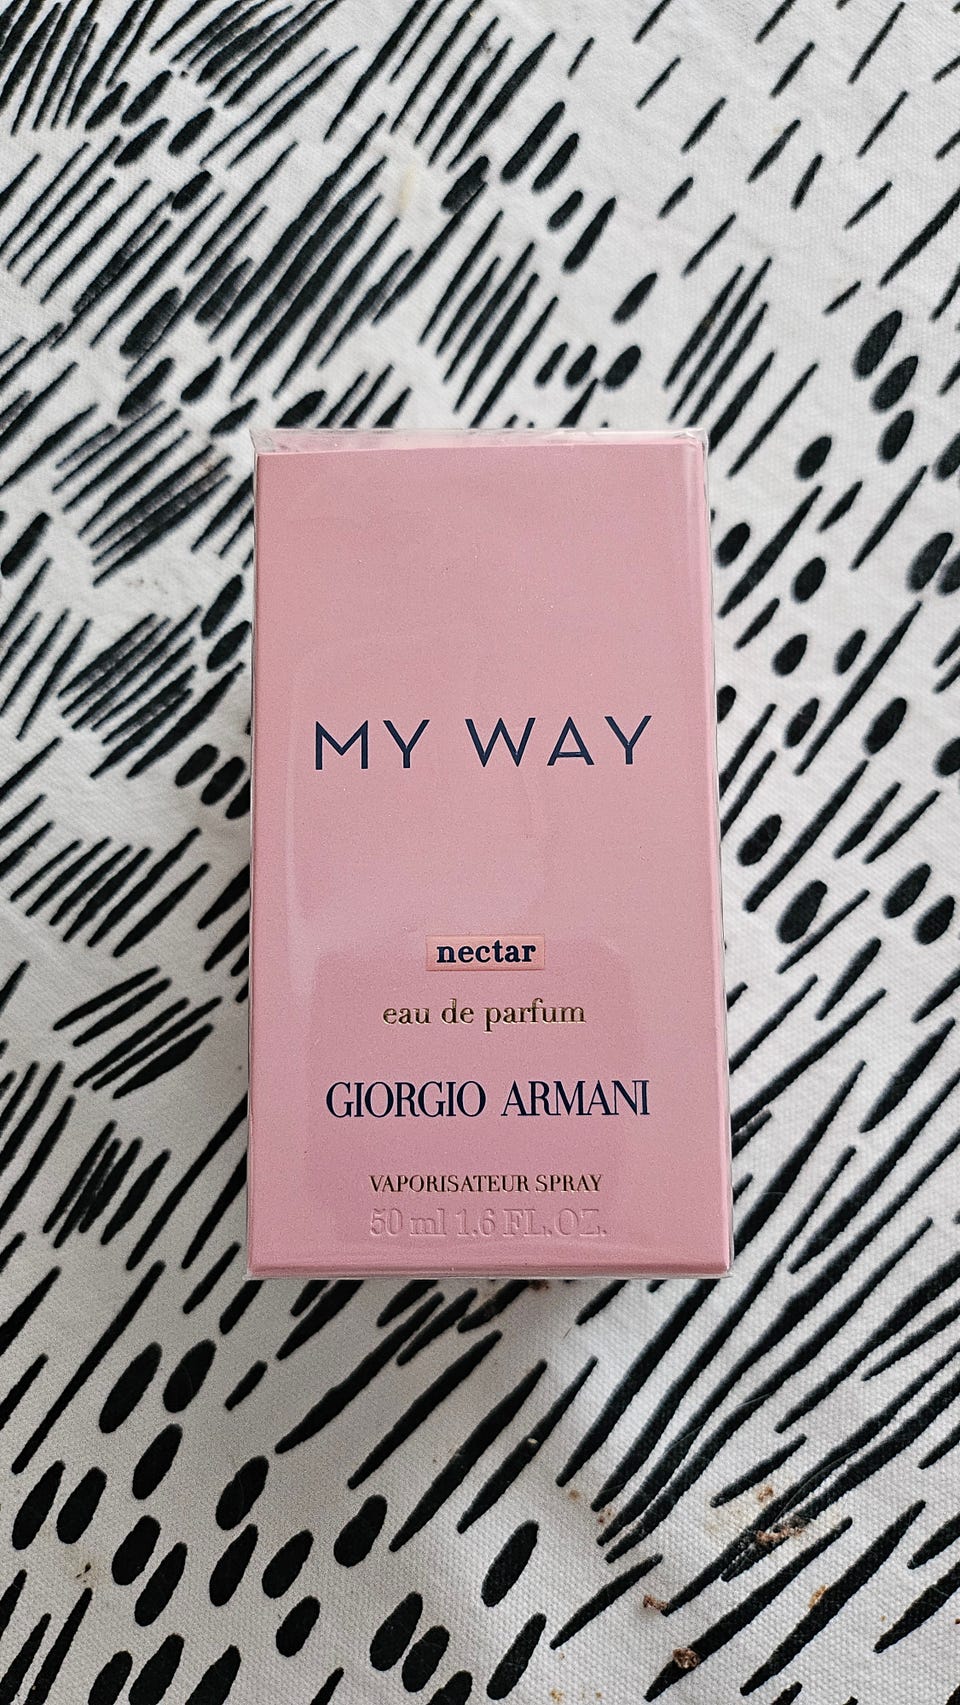 MY WAY
nectar
eau de parfum
GIORGIO ARMANI
VAPORISATEUR SPRAY
50 ml 1.6 FL.OZ.